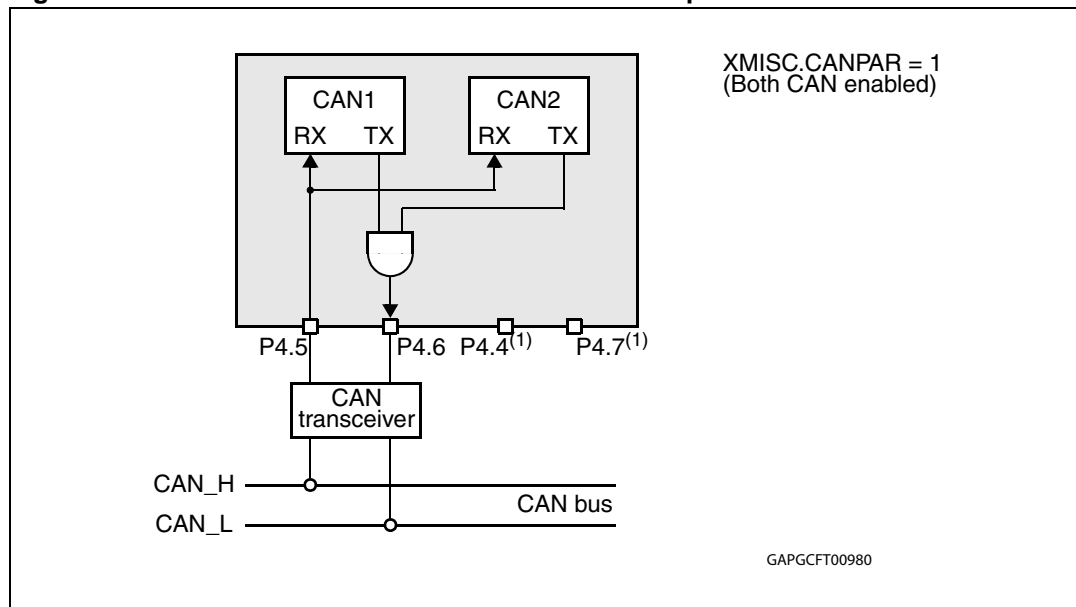 XMISC.CANPAR = 1
(Both CAN enabled)
CAN1
CAN2
RX TX
RX TX
P4.5
P4.6
P4.4(1)
P4.7(1)
CAN
transceiver
CAN_H
CAN bus
CAN_L
GAPGCFT00980